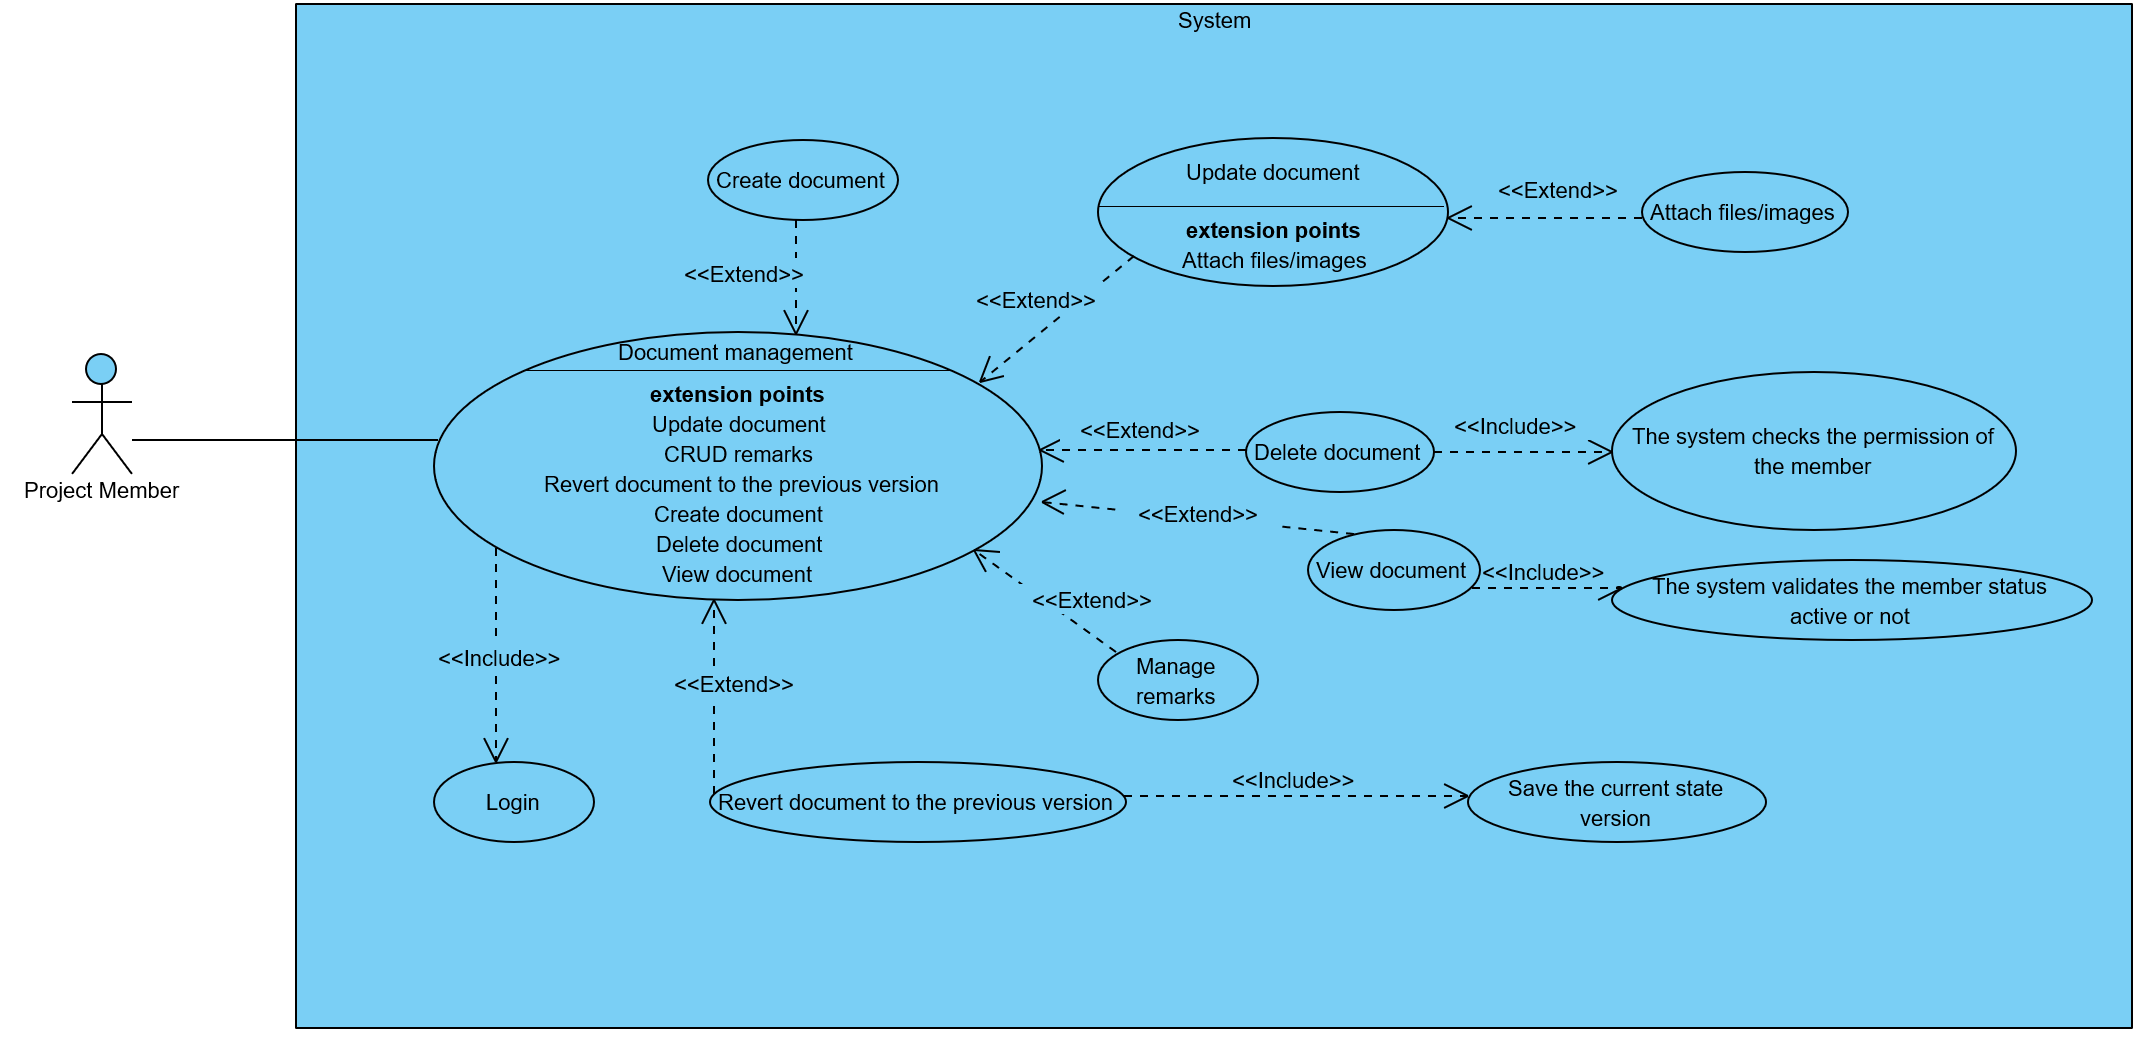 System
Create document
Update document
extension points
Attach files/images
<<Extend>>
Attach files/images
<<Extend>>
<<Extend>>
Project Member
Document management
extension points
Update document
CRUD remarks
Revert document to the previous version
Create document
Delete document
View document
<<Extend>>
Delete document
<<Include>>
The system checks the permission of
the member
<<Extend>>
View document
<<Include>>
The system validates the member status
active or not
<<Extend>>
Manage
remarks
<<Include>>
<<Extend>>
Login
Revert document to the previous version
<<Include>>
Save the current state
version